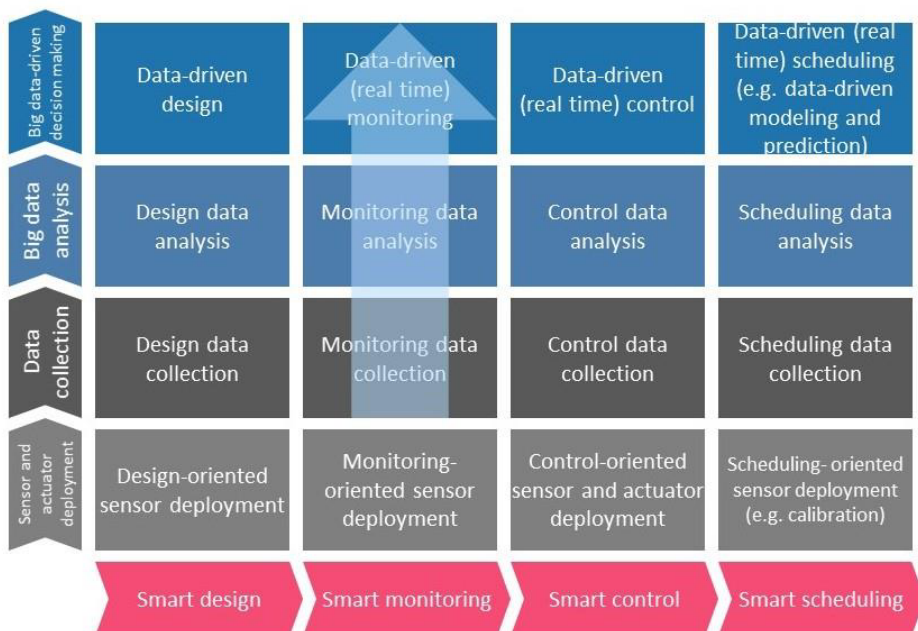 Big data-driven
decision making
Data-driven
design
Data-driven
(real time)
monitoring
Data-driven
(real time) control
Data-driven (real
time) scheduling
(e.g. data-driven
modeling and
prediction)
Big data
analysis
Design data
analysis
Monitoring data
analysis
Control data
analysis
Scheduling data
analysis
Data
collection
Design data
collection
Monitoring data
collection
Control data
collection
Scheduling data
collection
Sensor and
actuator
deployment
Design-oriented
sensor deployment
Monitoring-
oriented sensor
deployment
Control-oriented
sensor and actuator
deployment
Scheduling- oriented
sensor deployment
(e.g. calibration)
Smart design
Smart monitoring
Smart control
Smart scheduling